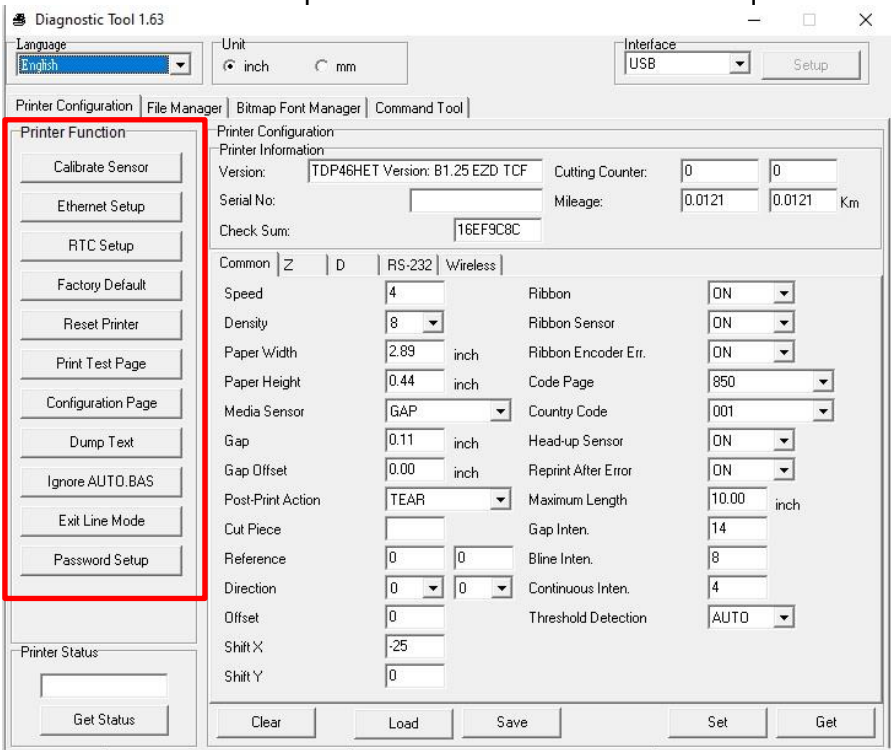 Diagnostic Tool 1.63
Language
English
Unit
inch
mm
Interface
USB
Setup
Printer Configuration
File Manager
Bitmap Font Manager
Command Tool
Printer Function
Calibrate Sensor
Ethernet Setup
RTC Setup
Factory Default
Reset Printer
Print Test Page
Configuration Page
Dump Text
Ignore AUTO.BAS
Exit Line Mode
Password Setup
Printer Status
Get Status
Printer Configuration
Printer Information
Version: TDP46HET Version: B1.25 EZD TCF Cutting Counter: 0 0
Serial No: Mileage: 0.0121 0.0121 Km
Check Sum: 16EF9C8C
Common Z D RS-232 Wireless
Speed 4 Ribbon ON
Density 8 Ribbon Sensor ON
Paper Width 2.89 inch Ribbon Encoder Err. ON
Paper Height 0.44 inch Code Page 850
Media Sensor GAP Country Code 001
Gap 0.11 inch Head-up Sensor ON
Gap Offset 0.00 inch Reprint After Error ON
Post-Print Action TEAR Maximum Length 10.00 inch
Cut Piece Gap Inten. 14
Reference 0 0 Bline Inten. 8
Direction 0 0 Continuous Inten. 4
Offset 0 Threshold Detection AUTO
Shift X -25
Shift Y 0
Clear Load Save Set Get